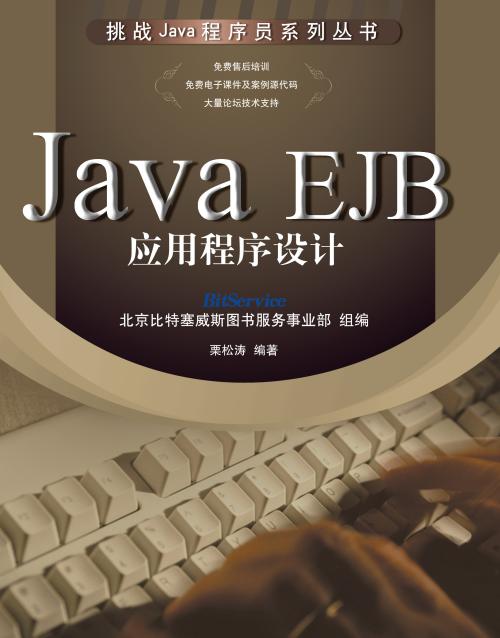 挑战Java程序员系列丛书
免费售后培训
免费电子课件及案例源代码
大量论坛技术支持
Java EJB
应用程序设计
BitService
北京比特塞威斯图书服务事业部 组编
栗松涛 编著